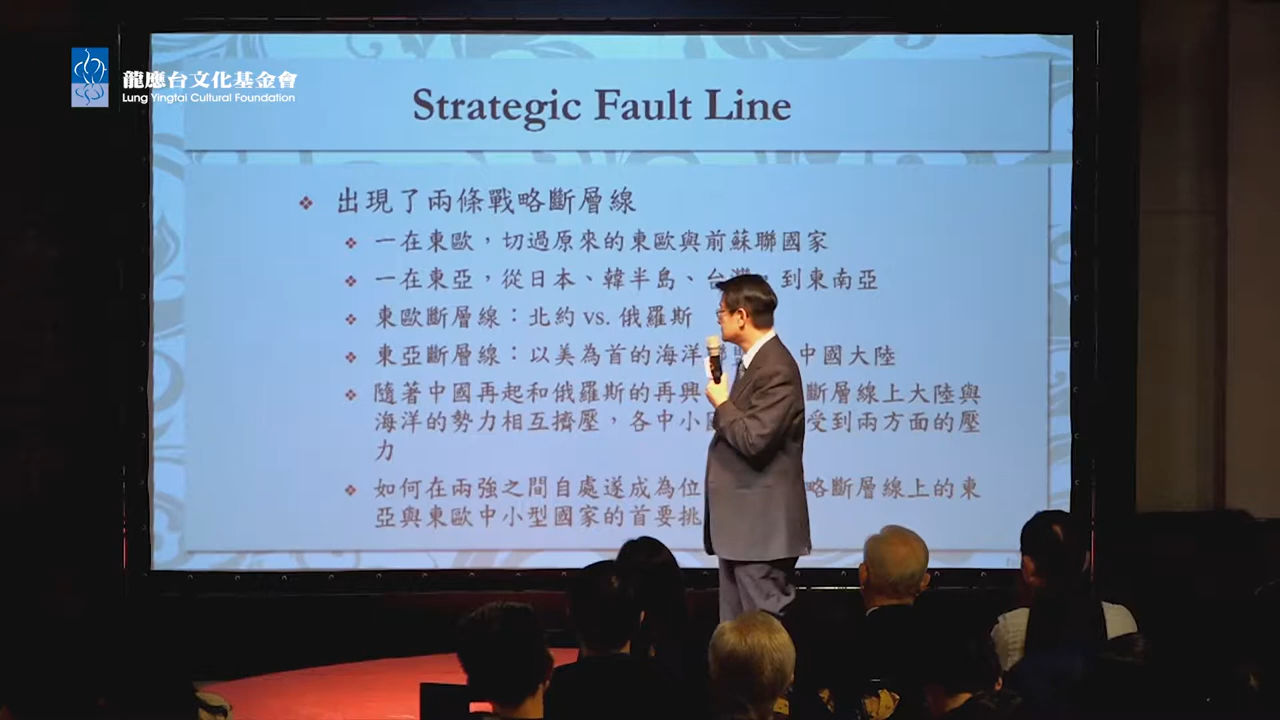 龍應台文化基金會
Lung Yingtai Cultural Foundation
Strategic Fault Line
出現了兩條戰略斷層線
一在東歐，切過原來的東歐與前蘇聯國家
一在東亞，從日本、韓半島、台灣，到東南亞
東歐斷層線：北約 vs. 俄羅斯
東亞斷層線：以美為首的海洋聯盟 中國大陸
隨著中國再起和俄羅斯的再興 斷層線上大陸與
海洋的勢力相互擠壓，各中小國 受到兩方面的壓
力
如何在兩強之間自處遂成為位 略斷層線上的東
亞與東歐中小型國家的首要挑